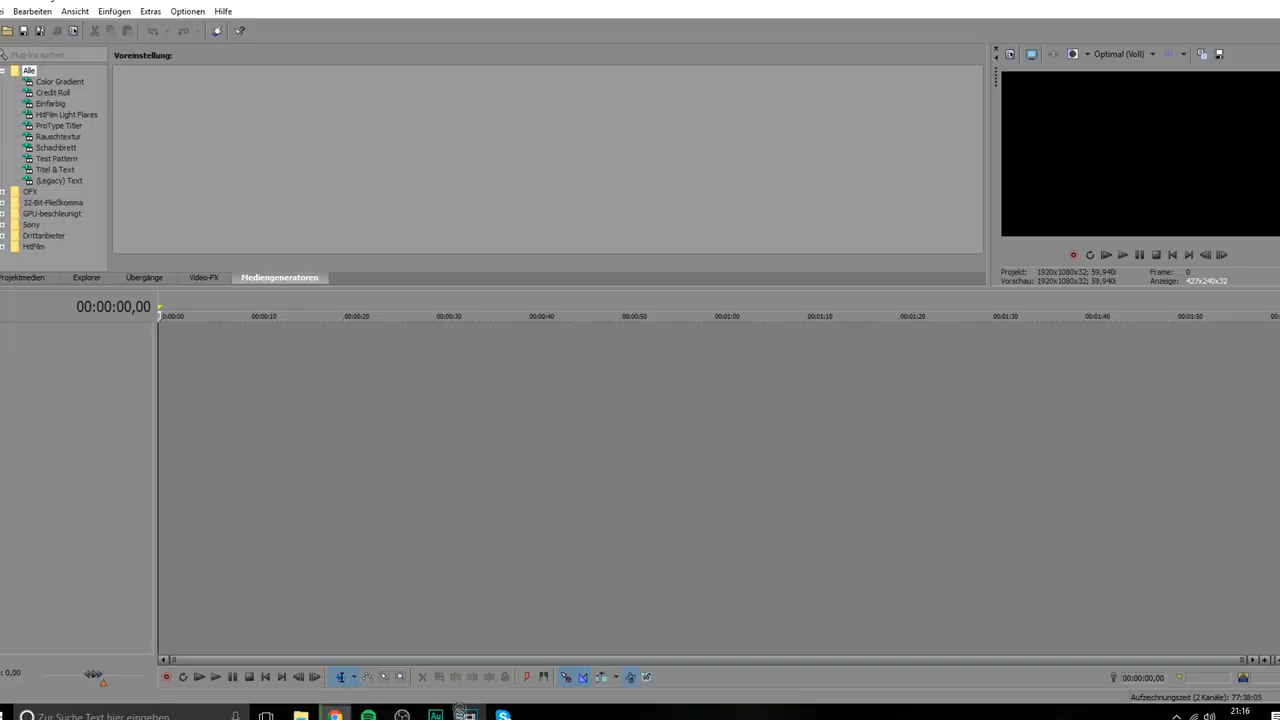 Bearbeiten Ansicht Einfügen Extras Optionen Hilfe
Plug-Ins suchen
Voreinstellung:
Optimal (Voll)
Alle
Color Gradient
Credit Roll
Einfarbig
HitFilm Light Flares
ProType Titler
Rauschtextur
Schachbrett
Test Pattern
Titel & Text
(Legacy) Text
OFX
32-Bit-Fließkomma
GPU-beschleunigt
Sony
Drittanbieter
HitFilm
Projekt: 1920x1080x32; 59,940i Frame: 0
Vorschau: 1920x1080x32; 59,940i Anzeige: 427x240x32
Projektmedien Explorer Übergänge Video-FX Mediengeneratoren
00:00:00,00
0:00:00 00:00:10 00:00:20 00:00:30 00:00:40 00:00:50 00:01:00 00:01:10 00:01:20 00:01:30 00:01:40 00:01:50 00:
: 0,00
00:00:00,00
Aufzeichnungszeit (2 Kanäle): 77:38:05
Zur Suche Text hier eingeben
Au
21:16